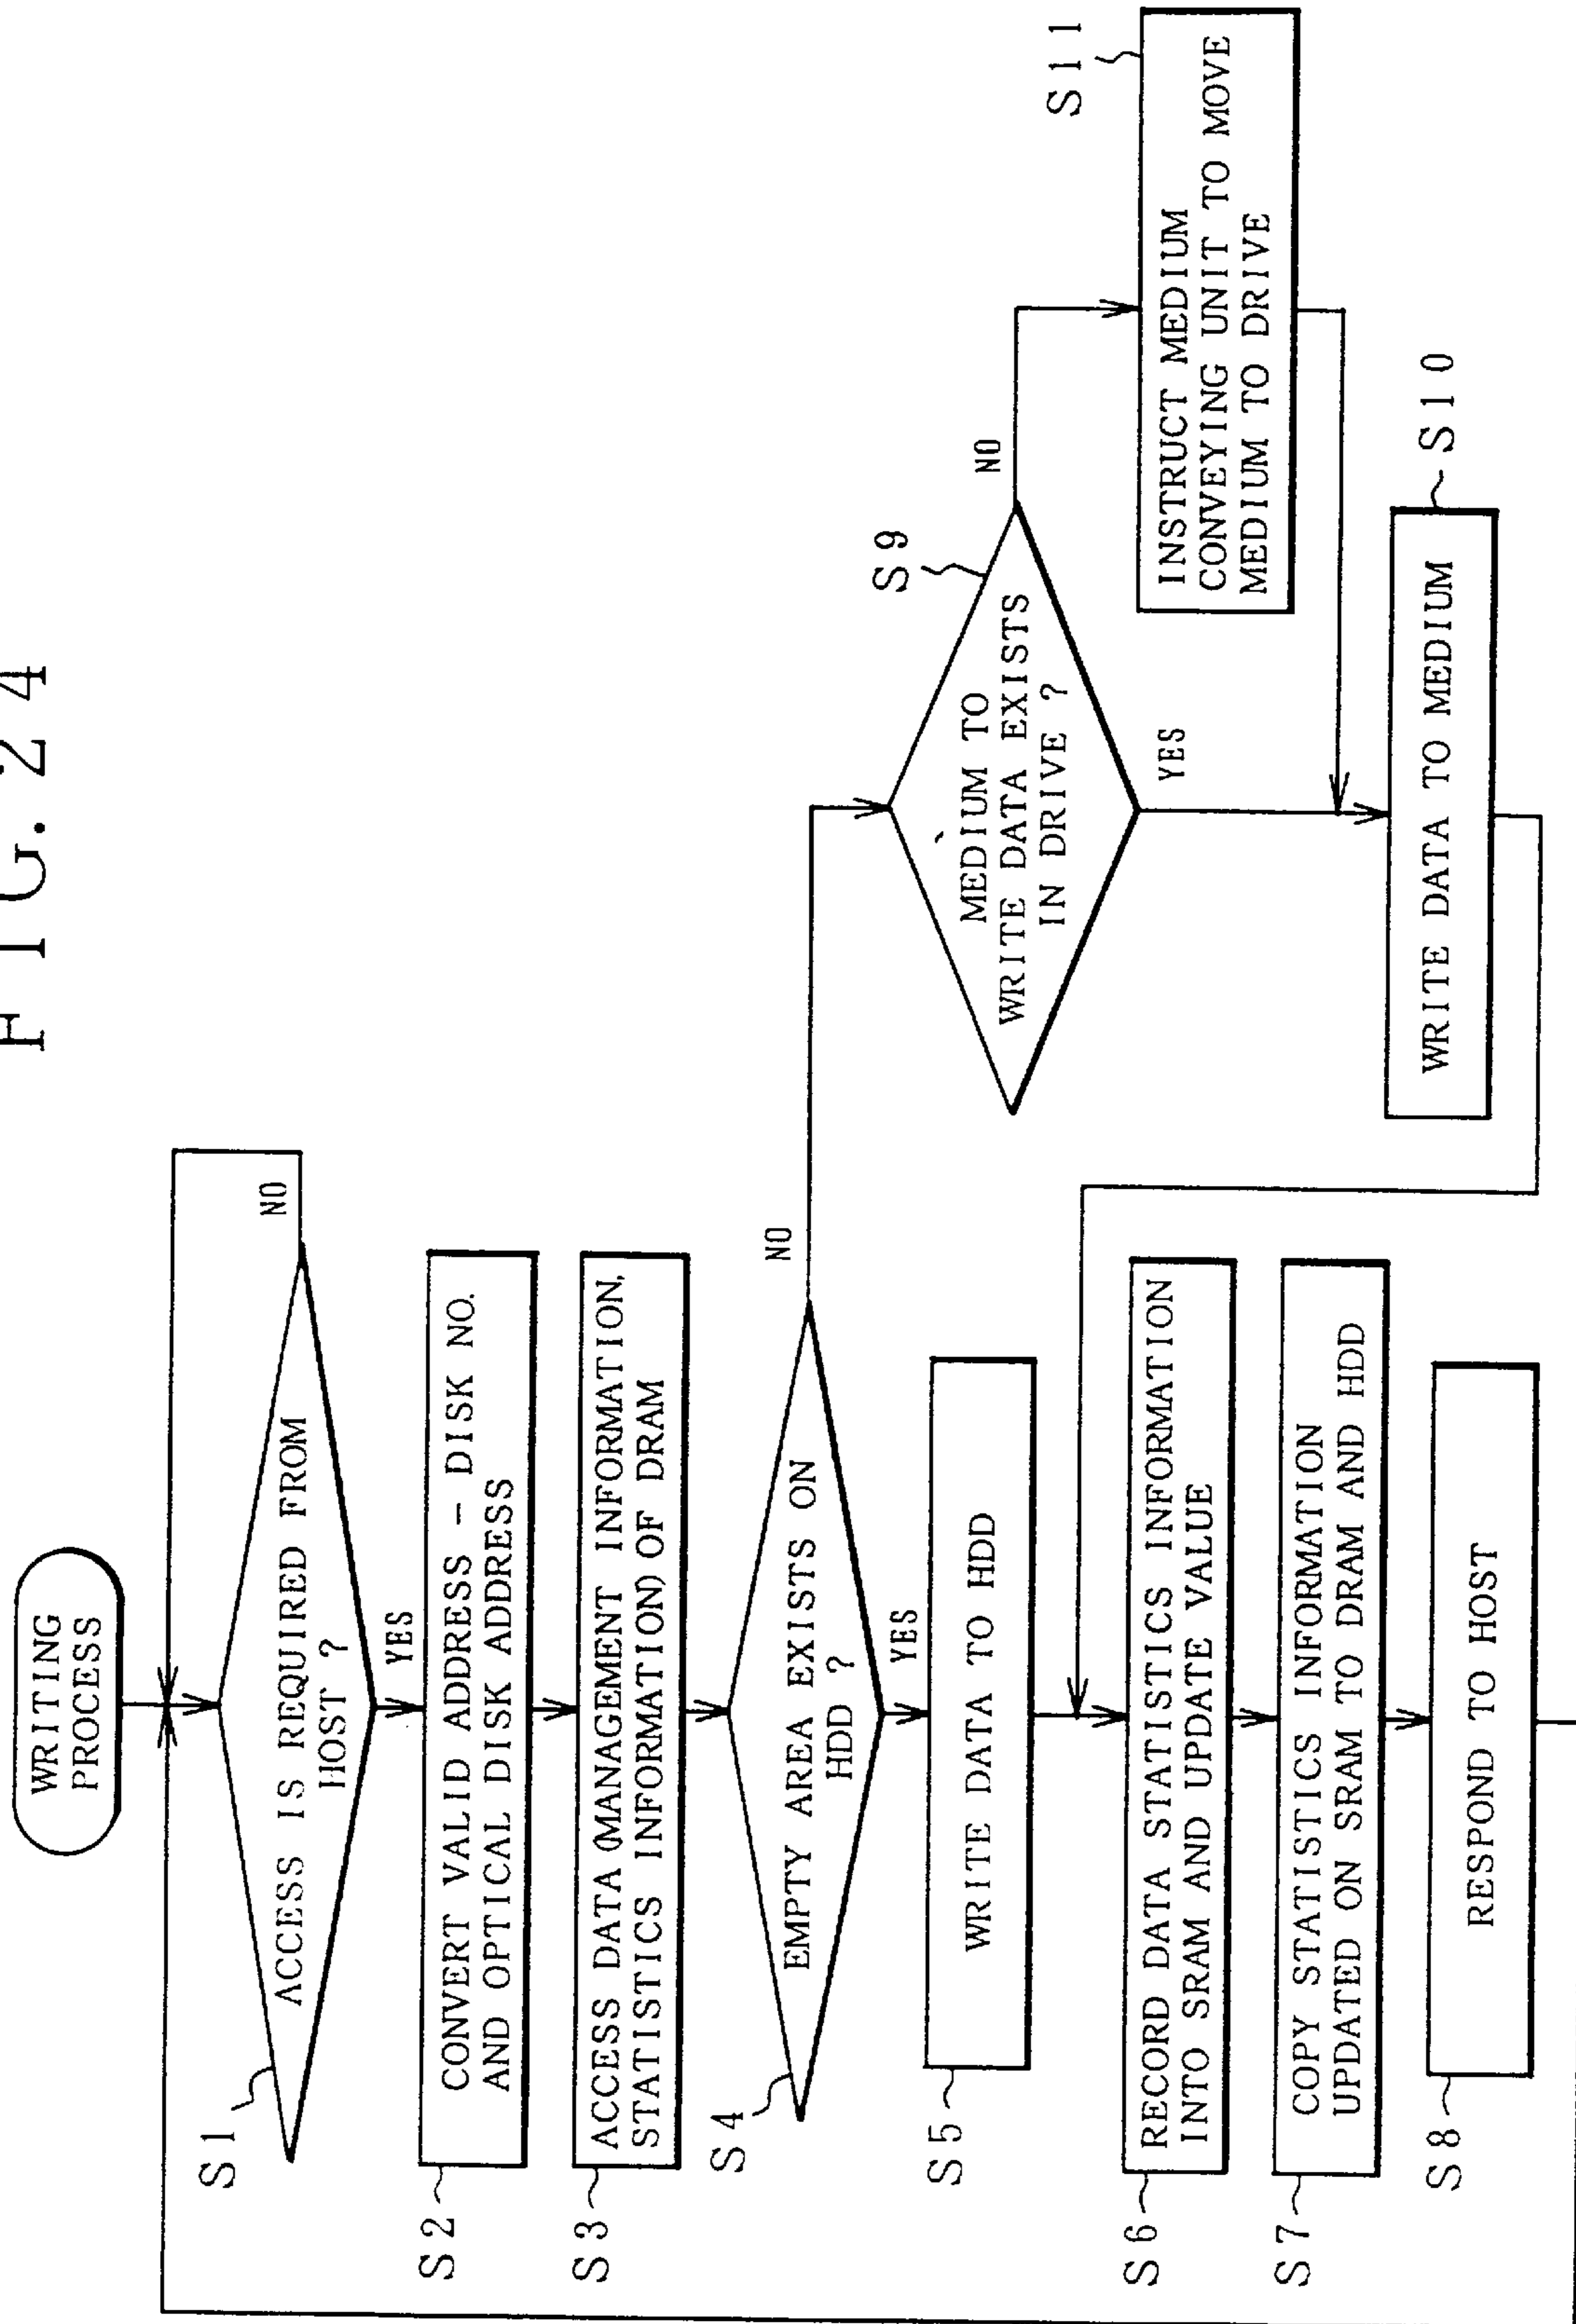 FIG. 24
WRITING
PROCESS
S1
ACCESS IS REQUIRED FROM
HOST ?
NO
YES
S2
CONVERT VALID ADDRESS - DISK NO.
AND OPTICAL DISK ADDRESS
S3
ACCESS DATA (MANAGEMENT INFORMATION,
STATISTICS INFORMATION) OF DRAM
S4
EMPTY AREA EXISTS ON
HDD ?
NO
YES
S5
WRITE DATA TO HDD
S6
RECORD DATA STATISTICS INFORMATION
INTO SRAM AND UPDATE VALUE
S7
COPY STATISTICS INFORMATION
UPDATED ON SRAM TO DRAM AND HDD
S8
RESPOND TO HOST
S9
MEDIUM TO
WRITE DATA EXISTS
IN DRIVE ?
NO
YES
S11
INSTRUCT MEDIUM
CONVEYING UNIT TO MOVE
MEDIUM TO DRIVE
S10
WRITE DATA TO MEDIUM